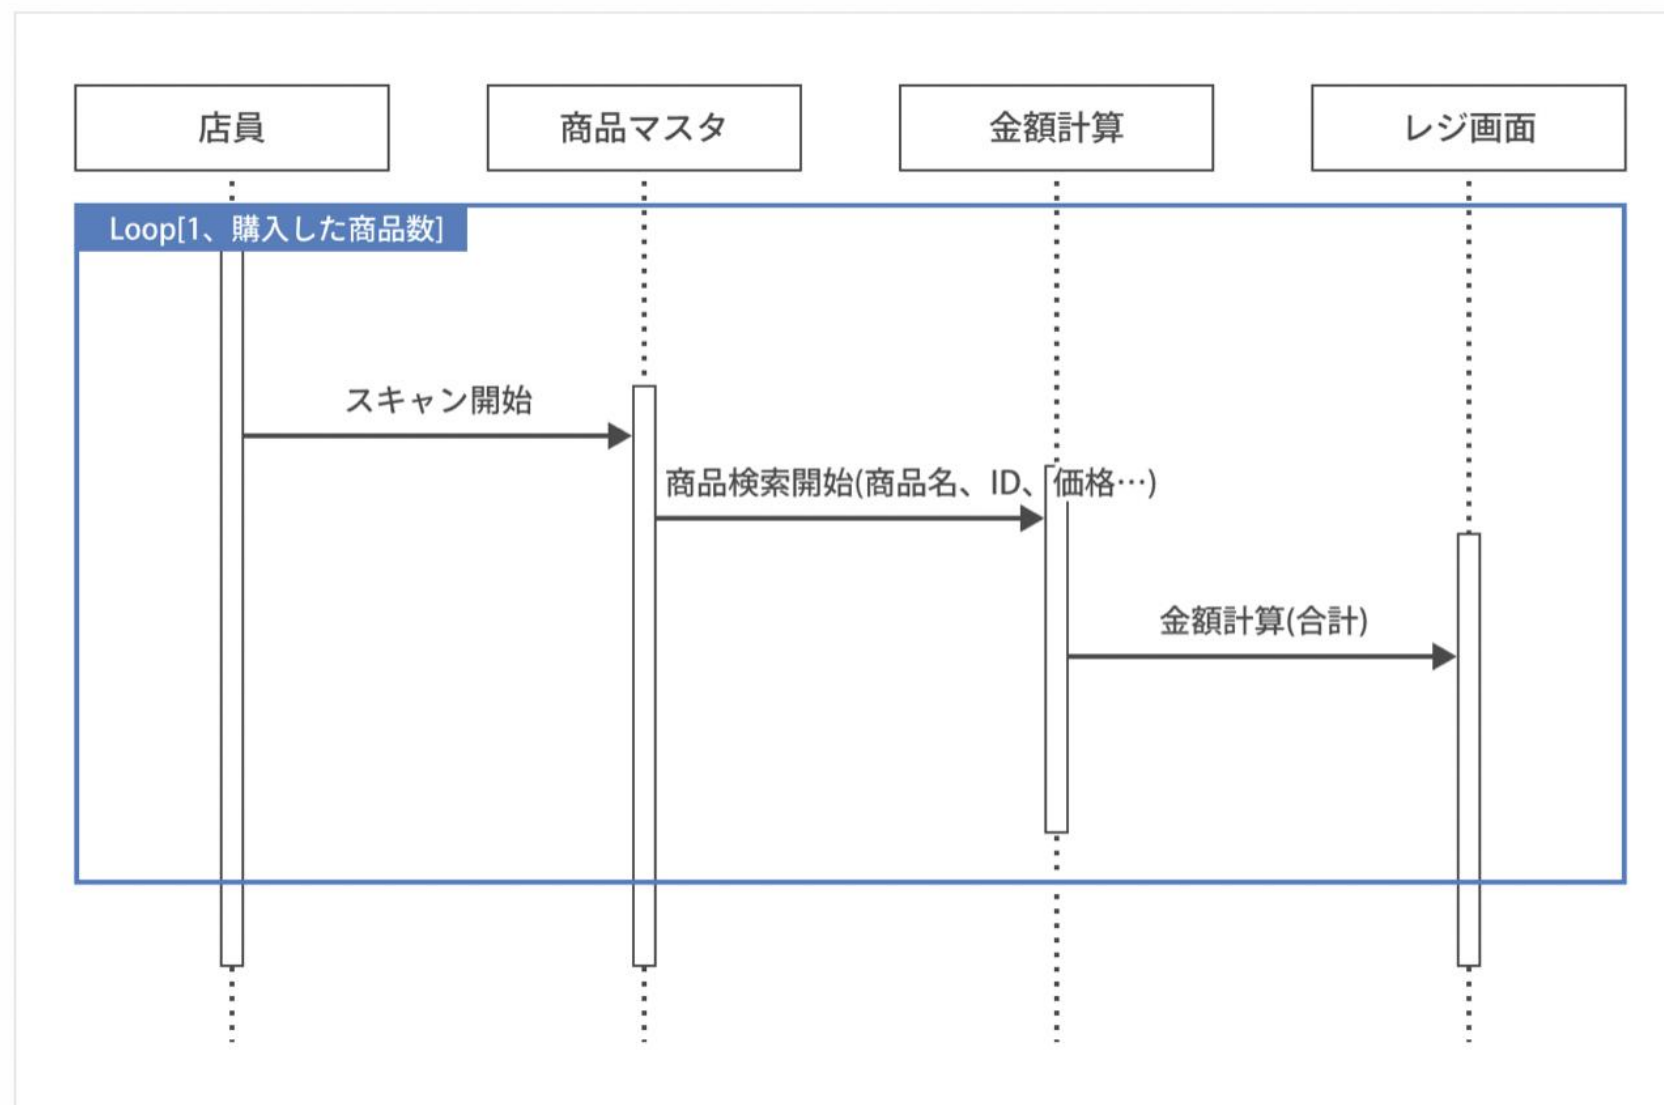 店員
商品マスタ
金額計算
レジ画面
Loop[1、購入した商品数]
スキャン開始
商品検索開始(商品名、ID、価格…)
金額計算(合計)